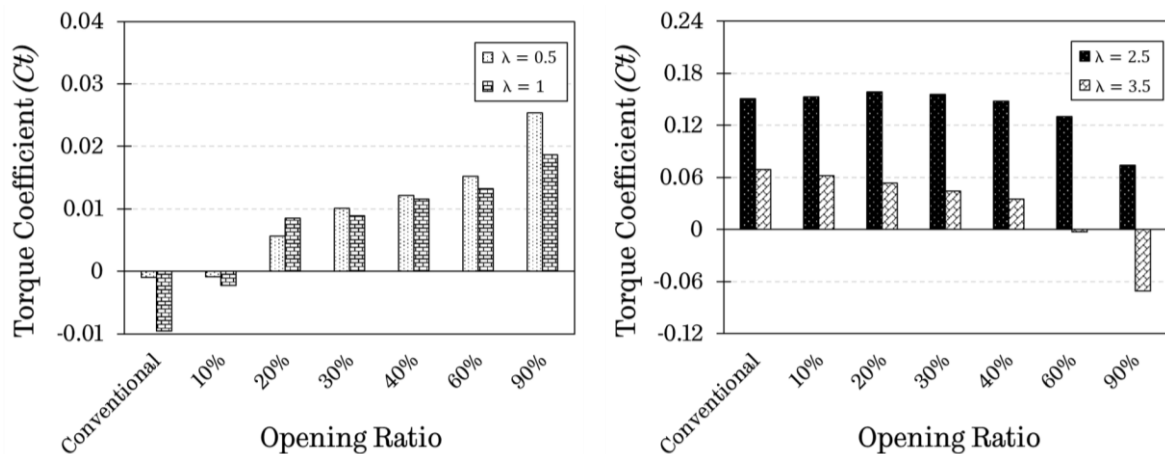 0.04
0.03
0.02
0.01
0
-0.01
Torque Coefficient (Ct)
λ = 0.5
λ = 1
Conventional
10%
20%
30%
40%
60%
90%
Opening Ratio
0.24
0.18
0.12
0.06
0
-0.06
-0.12
Torque Coefficient (Ct)
λ = 2.5
λ = 3.5
Conventional
10%
20%
30%
40%
60%
90%
Opening Ratio